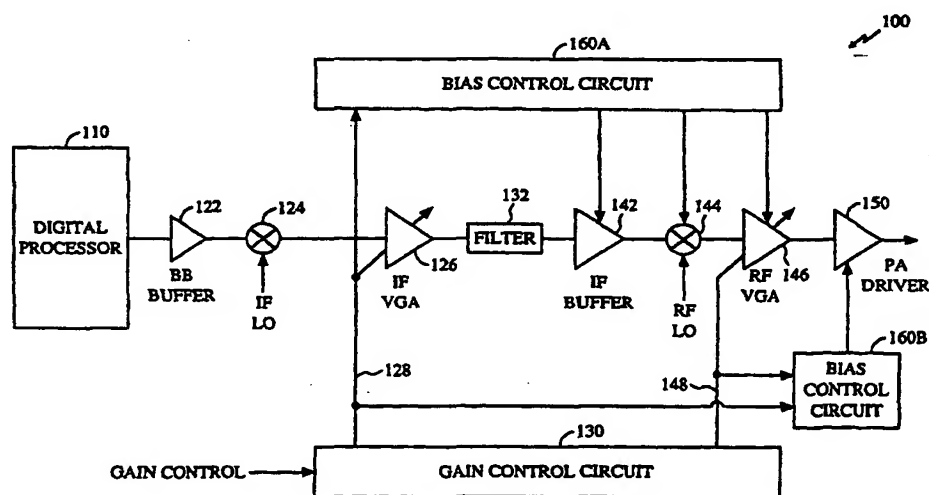 100
160A
BIAS CONTROL CIRCUIT
110
DIGITAL
PROCESSOR
122
BB
BUFFER
124
IF
LO
126
IF
VGA
132
FILTER
142
IF
BUFFER
144
RF
LO
146
RF
VGA
150
PA
DRIVER
160B
BIAS
CONTROL
CIRCUIT
128
148
130
GAIN CONTROL
GAIN CONTROL CIRCUIT